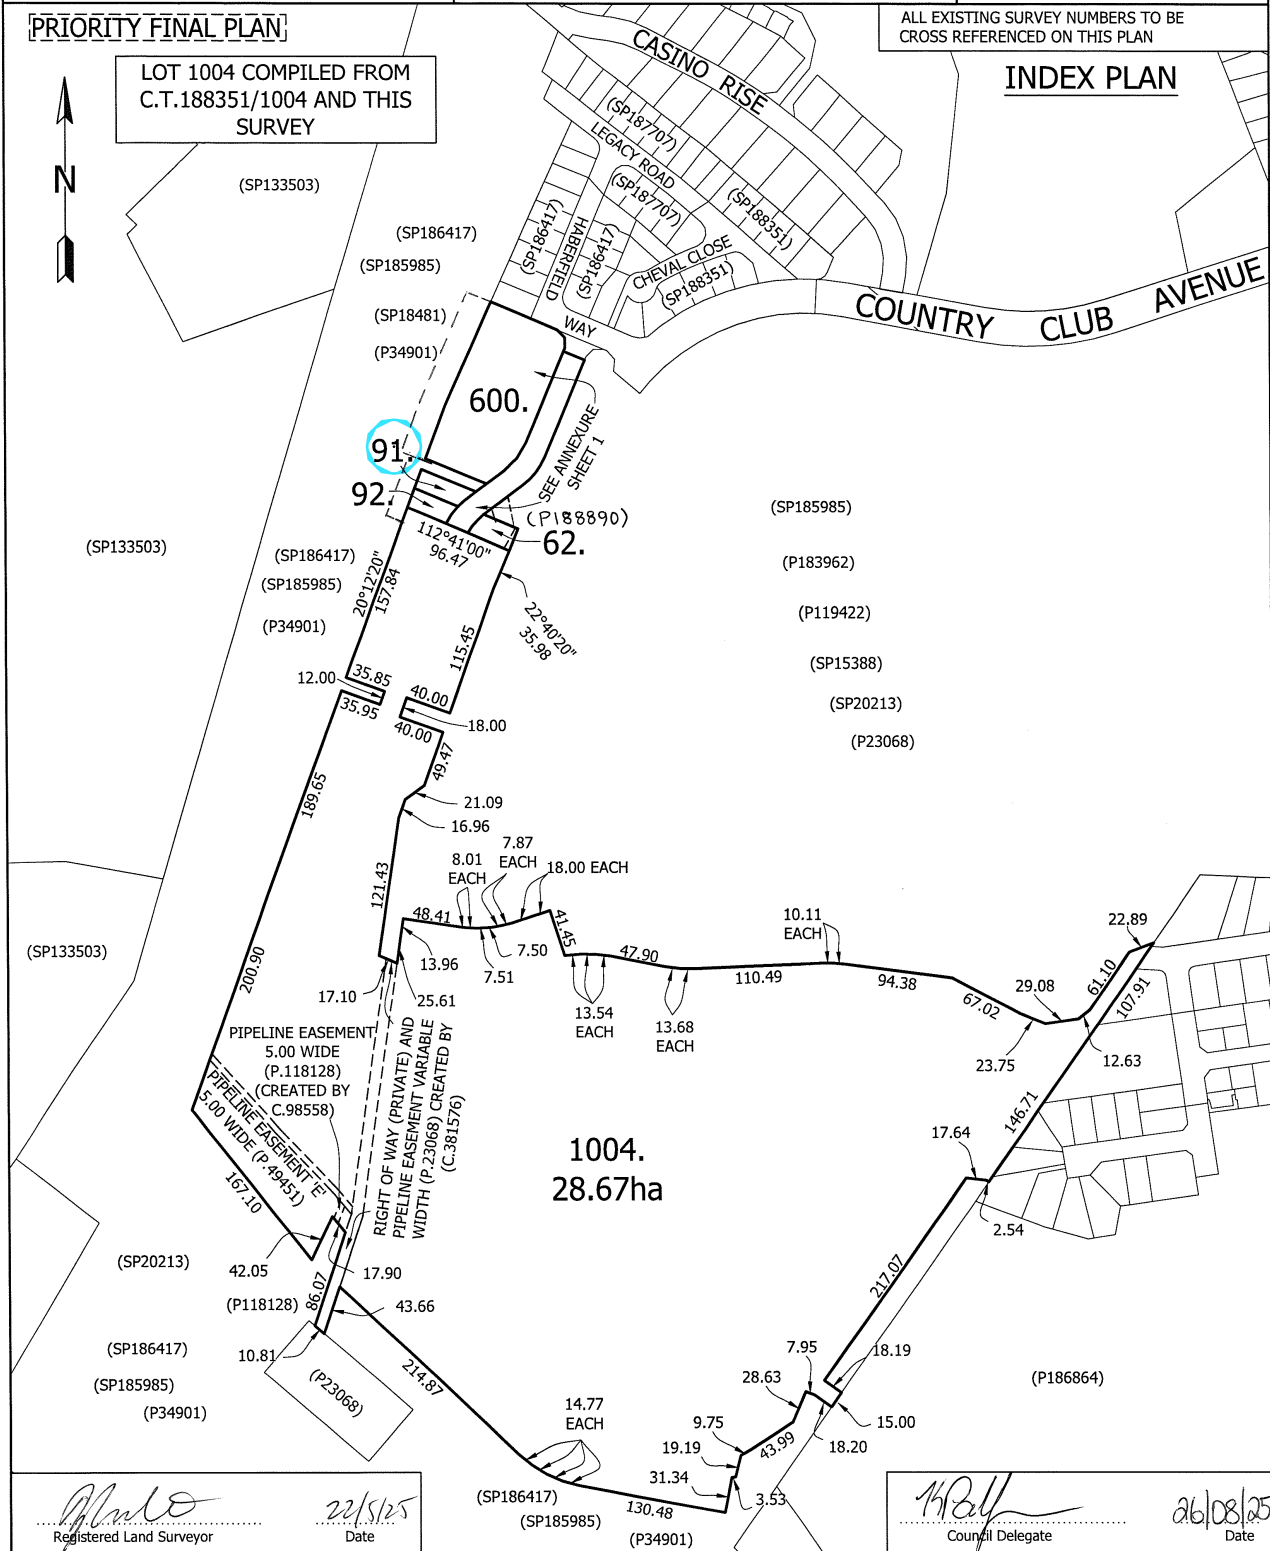 PRIORITY FINAL PLAN
ALL EXISTING SURVEY NUMBERS TO BE
CROSS REFERENCED ON THIS PLAN
INDEX PLAN
LOT 1004 COMPILED FROM
C.T.188351/1004 AND THIS
SURVEY
N
CASINO RISE
(SP187707)
LEGACY ROAD
(SP187707)
(SP188351)
(SP133503)
(SP186417)
(SP185985)
(SP18481)
(P34901)
(SP186417)
HABERFIELD
(SP186417)
CHEVAL CLOSE
(SP188351)
WAY
COUNTRY CLUB AVENUE
600.
91.
92.
SEE ANNEXURE
SHEET 1
(P188890)
62.
112°41'00"
96.47
(SP133503)
(SP186417)
(SP185985)
(P34901)
20°12'20"
157.84
22°40'20"
35.98
115.45
(SP185985)
(P183962)
(P119422)
(SP15388)
(SP20213)
(P23068)
12.00
35.85
35.95
40.00
40.00
18.00
49.47
189.65
21.09
16.96
121.43
8.01
EACH
7.87
EACH
18.00 EACH
48.41
41.45
7.50
7.51
13.96
47.90
13.54
EACH
13.68
EACH
110.49
10.11
EACH
94.38
67.02
29.08
23.75
22.89
61.10
107.91
12.63
(SP133503)
200.90
17.10
25.61
PIPELINE EASEMENT
5.00 WIDE
(P.118128)
(CREATED BY
C.98558)
PIPELINE EASEMENT 'E'
5.00 WIDE (P.49451)
RIGHT OF WAY (PRIVATE) AND
PIPELINE EASEMENT VARIABLE
WIDTH (P.23068) CREATED BY
(C.381576)
1004.
28.67ha
146.71
17.64
2.54
167.10
(SP20213)
42.05
17.90
86.07
(P118128)
43.66
10.81
(P23068)
(SP186417)
(SP185985)
(P34901)
214.87
217.07
7.95
18.19
28.63
15.00
18.20
9.75
43.99
19.19
31.34
3.53
14.77
EACH
130.48
(P186864)
(SP186417)
(SP185985)
(P34901)
22/5/25
Registered Land Surveyor
Date
26/08/25
Council Delegate
Date